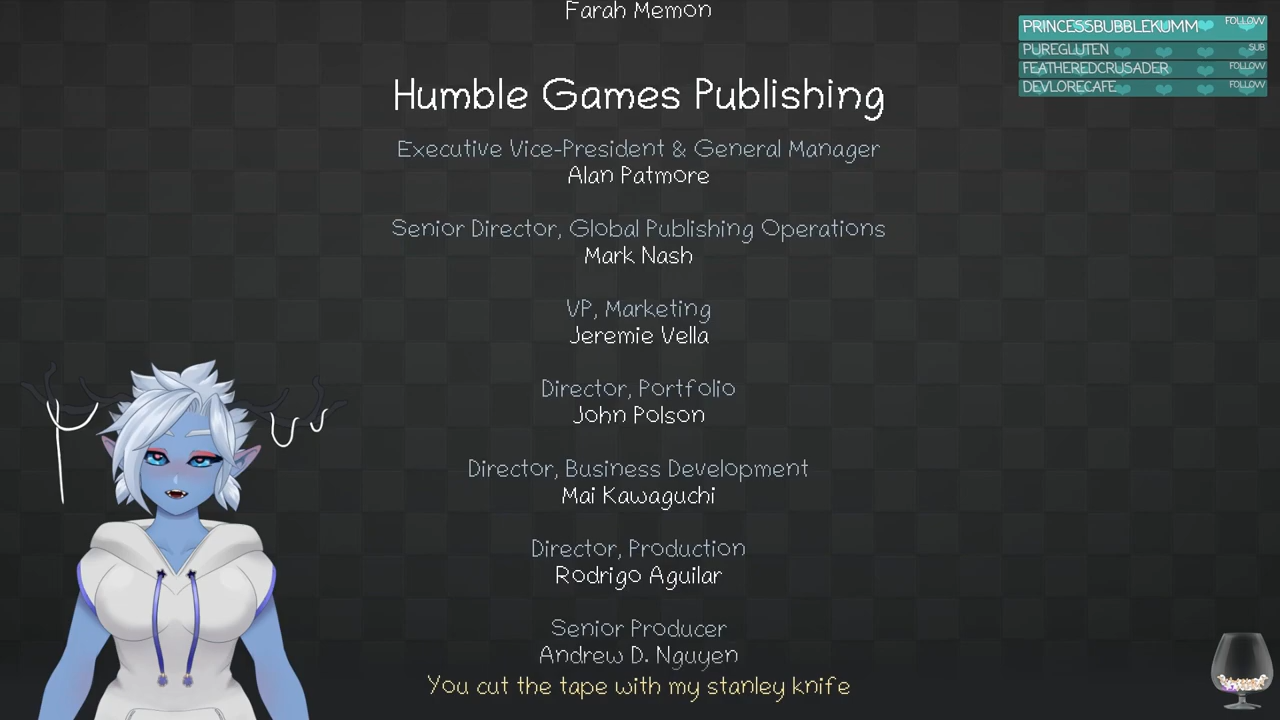 Farah Memon
Humble Games Publishing
Executive Vice-President & General Manager
Alan Patmore
Senior Director, Global Publishing Operations
Mark Nash
VP, Marketing
Jeremie Vella
Director, Portfolio
John Polson
Director, Business Development
Mai Kawaguchi
Director, Production
Rodrigo Aguilar
Senior Producer
Andrew D. Nguyen
You cut the tape with my stanley knife
PRINCESSBUBBLEKUMM FOLLOW
PUREGLUTEN SUB
FEATHEREDCRUSADER FOLLOW
DEVLORECAFE FOLLOW